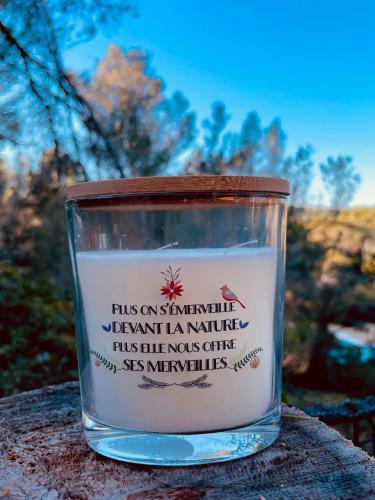 PLUS ON S'ÉMERVEILLE
DEVANT LA NATURE
PLUS ELLE NOUS OFFRE
SES MERVEILLES